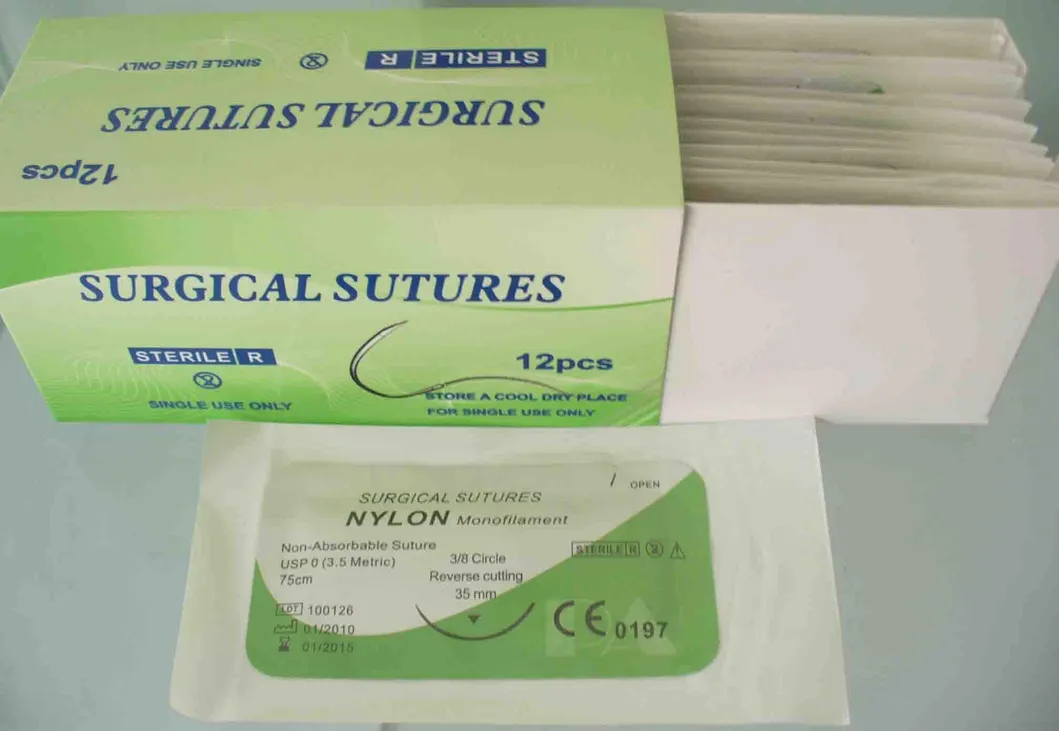 SINGLE USE ONLY
STERILE R
SURGICAL SUTURES
12pcs
SURGICAL SUTURES
STERILE R
12pcs
SINGLE USE ONLY
STORE A COOL DRY PLACE
FOR SINGLE USE ONLY
OPEN
SURGICAL SUTURES
NYLON Monofilament
Non-Absorbable Suture
USP 0 (3.5 Metric)
75cm
3/8 Circle
Reverse cutting
35 mm
STERILE R
LOT 100126
01/2010
01/2015
CE 0197